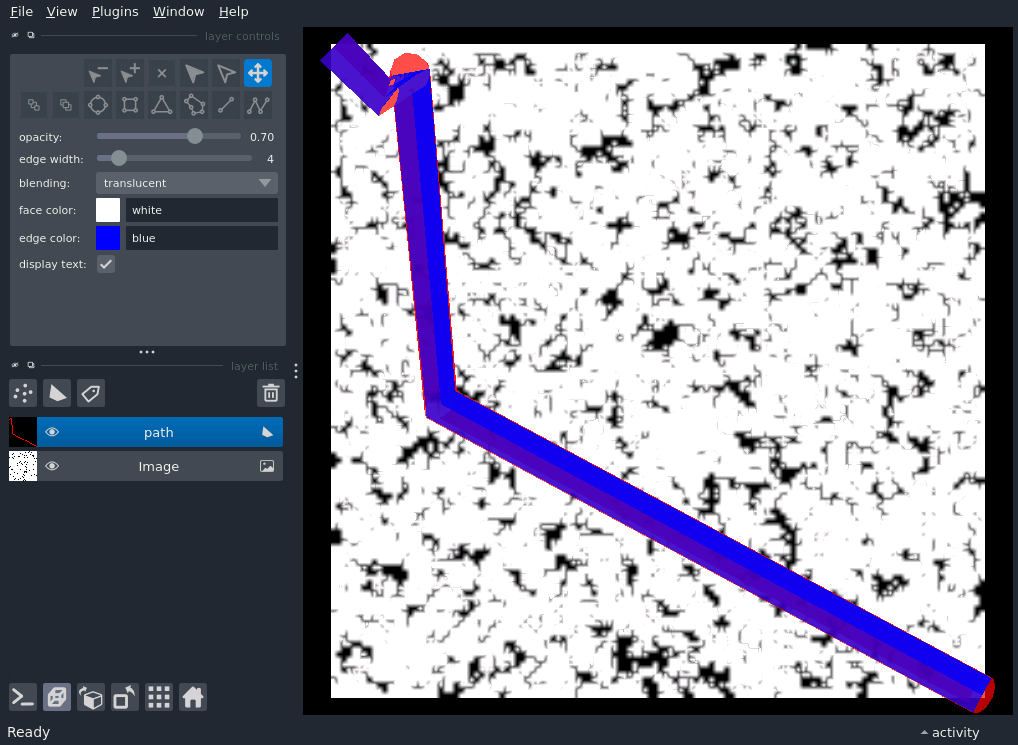 File View Plugins Window Help
layer controls
opacity: 0.70
edge width: 4
blending: translucent
face color: white
edge color: blue
display text:
layer list
path
Image
Ready activity